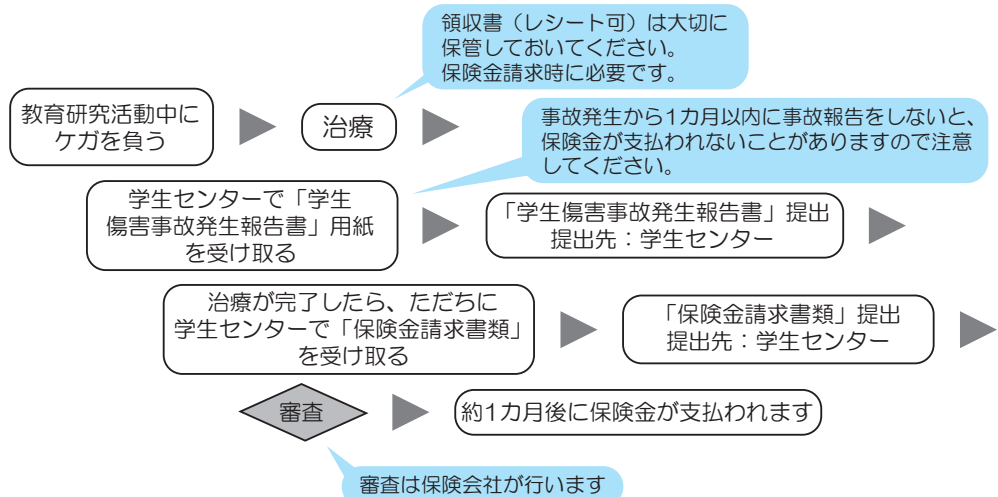 領収書（レシート可）は大切に
保管しておいてください。
保険金請求時に必要です。
教育研究活動中に
ケガを負う
治療
事故発生から1カ月以内に事故報告をしないと、
保険金が支払われないことがありますので注意
してください。
学生センターで「学生
傷害事故発生報告書」用紙
を受け取る
「学生傷害事故発生報告書」提出
提出先：学生センター
治療が完了したら、ただちに
学生センターで「保険金請求書類」
を受け取る
「保険金請求書類」提出
提出先：学生センター
審査
約1カ月後に保険金が支払われます
審査は保険会社が行います